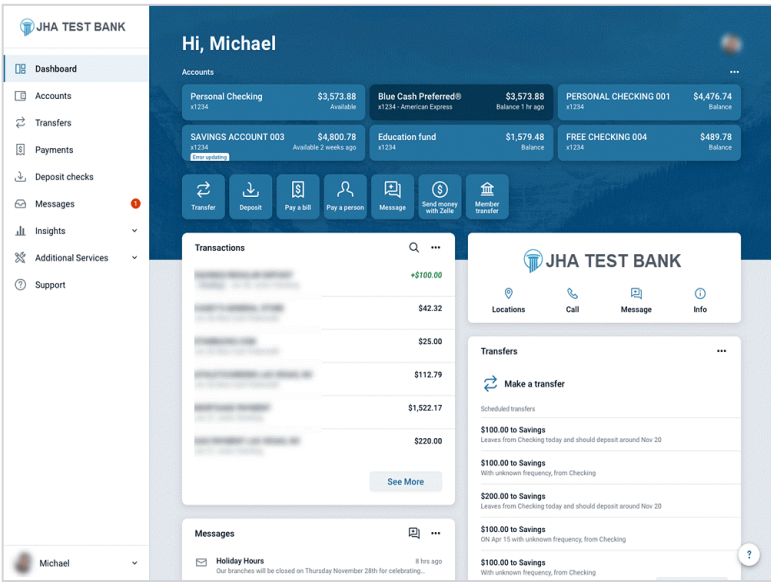 JHA TEST BANK
Dashboard
Accounts
Transfers
Payments
Deposit checks
Messages 1
Insights
Additional Services
Support
Michael
Hi, Michael
Accounts
Personal Checking $3,573.88
x1234 Available
Blue Cash Preferred® $3,573.88
x1234 - American Express Balance 1 hr ago
PERSONAL CHECKING 001 $4,476.74
x1234 Balance
SAVINGS ACCOUNT 003 $4,800.78
x1234 Available 2 weeks ago
Error updating
Education fund $1,579.48
x1234 Balance
FREE CHECKING 004 $489.78
x1234 Balance
Transfer
Deposit
Pay a bill
Pay a person
Message
Send money
with Zelle
Member
transfer
Transactions
+$100.00
$42.32
$25.00
$112.79
$1,522.17
$220.00
See More
Messages
Holiday Hours 8 hrs ago
Our branches will be closed on Thursday November 28th for celebrating...
JHA TEST BANK
Locations
Call
Message
Info
Transfers
Make a transfer
Scheduled transfers
$100.00 to Savings
Leaves from Checking today and should deposit around Nov 20
$100.00 to Savings
With unknown frequency, from Checking
$200.00 to Savings
Leaves from Checking today and should deposit around Nov 20
$100.00 to Savings
ON Apr 15 with unknown frequency, from Checking
$100.00 to Savings
With unknown frequency, from Checking
?